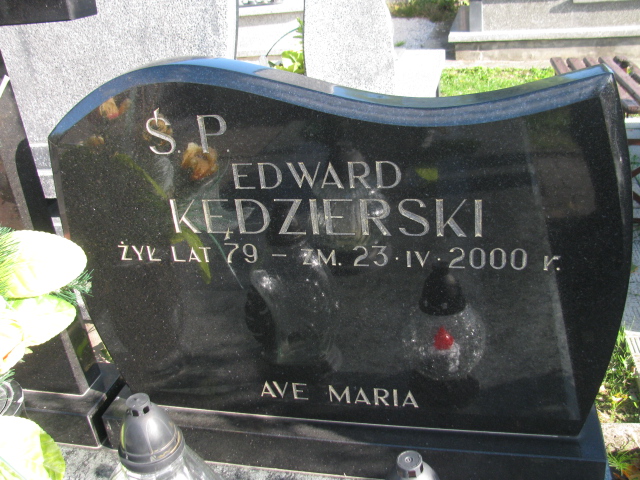 Ś.P.
EDWARD
KĘDZIERSKI
ŻYŁ LAT 79 – ZM. 23·IV·2000 r.
AVE MARIA